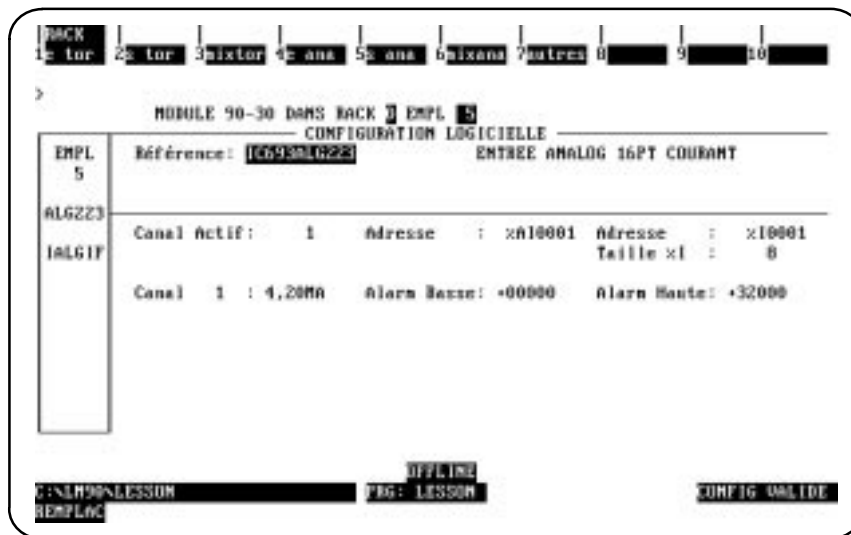 RACK
1e tor 2s tor 3mixtor 4e ana 5s ana 6mixana 7autres 8 9 10
>
MODULE 90-30 DANS RACK 0 EMPL 5
CONFIGURATION LOGICIELLE
EMPL Référence: IC693ALG223 ENTREE ANALOG 16PT COURANT
5
ALG223
Canal Actif: 1 Adresse : %AI0001 Adresse : %I0001
IALGIF Taille %I : 8
Canal 1 : 4,20MA Alarm Basse: +00000 Alarm Haute: +32000
OFFLINE
C:\LM90\LESSON PRG: LESSON CONFIG VALIDE
REMPLAC